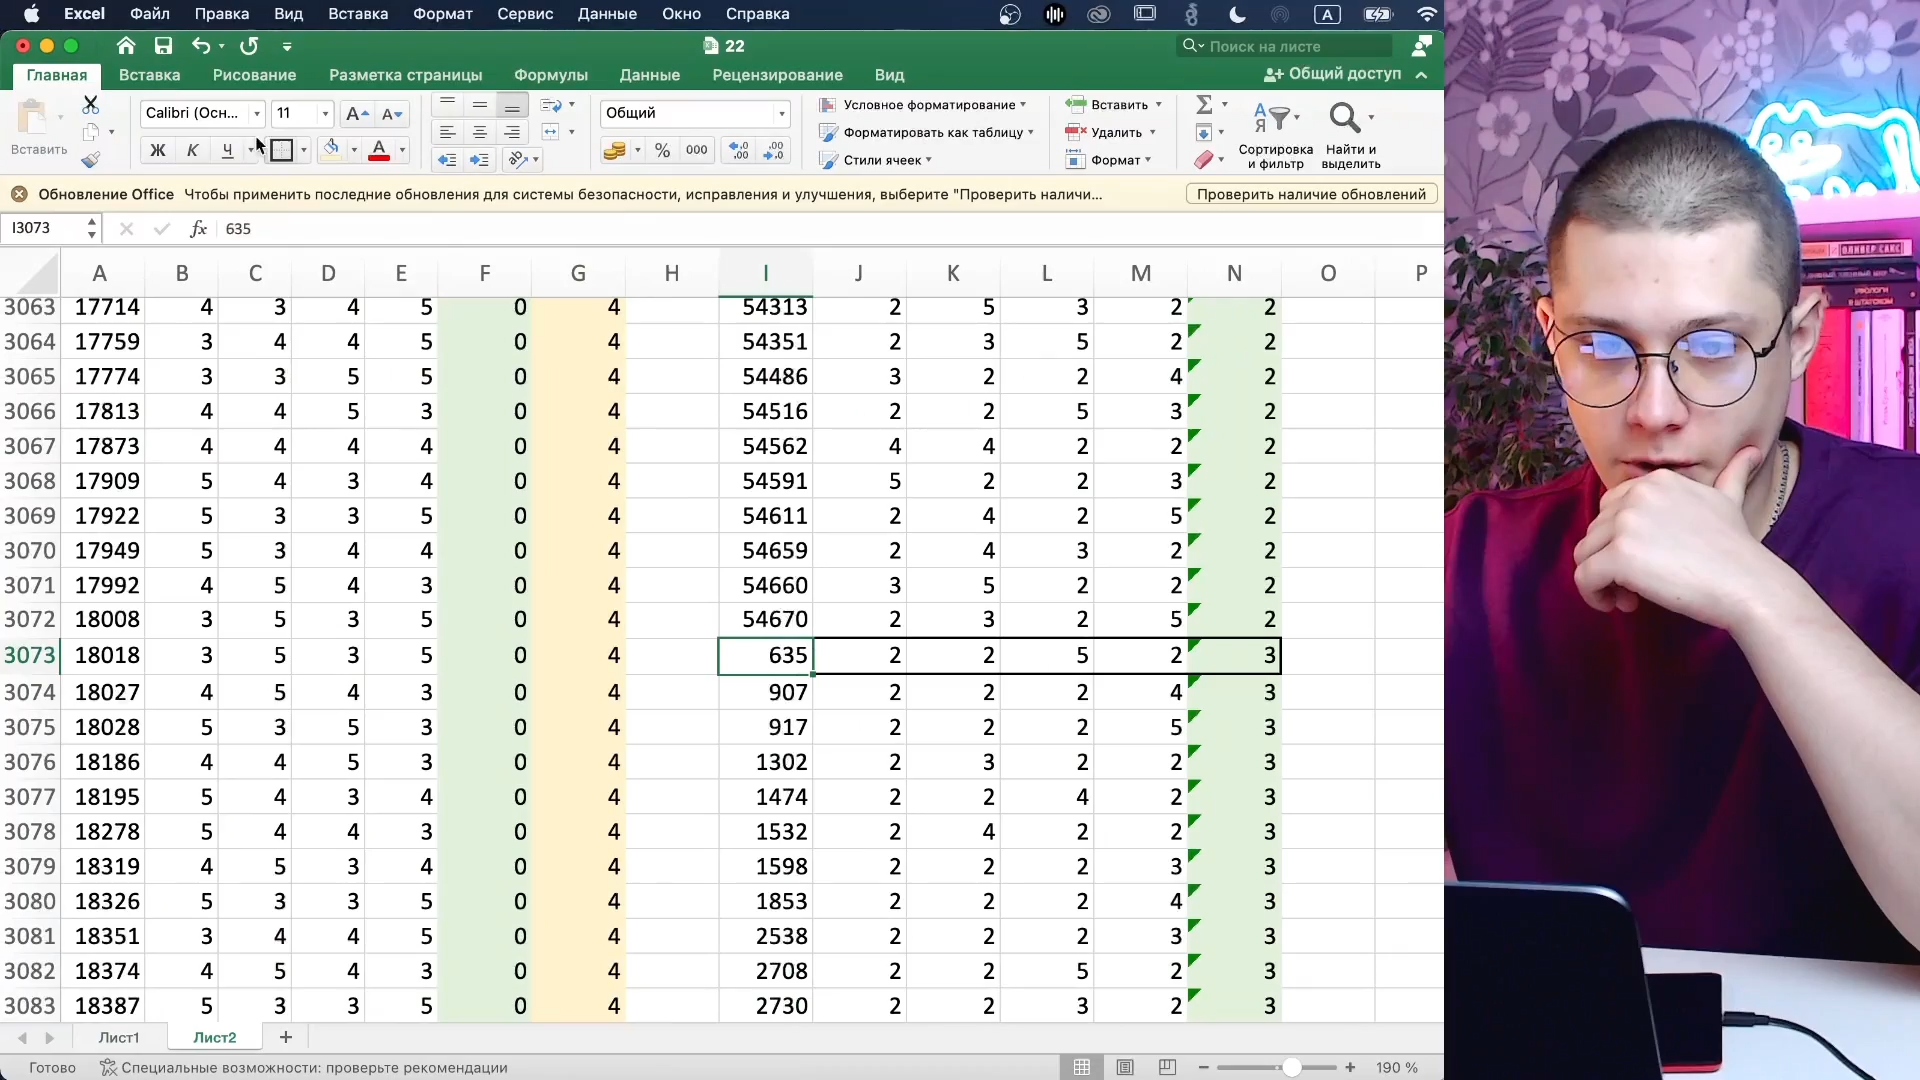 Excel Файл Правка Вид Вставка Формат Сервис Данные Окно Справка A
22
Поиск на листе
Главная Вставка Рисование Разметка страницы Формулы Данные Рецензирование Вид Общий доступ
Calibri (Осн... 11 Общий Условное форматирование Вставить
Форматировать как таблицу Удалить
Вставить Ж К Ч A % 000 Стили ячеек Формат Сортировка и фильтр Найти и выделить
Обновление Office Чтобы применить последние обновления для системы безопасности, исправления и улучшения, выберите "Проверить наличи... Проверить наличие обновлений
I3073 fx 635
A B C D E F G H I J K L M N O P
3063 17714 4 3 4 5 0 4 54313 2 5 3 2 2
3064 17759 3 4 4 5 0 4 54351 2 3 5 2 2
3065 17774 3 3 5 5 0 4 54486 3 2 2 4 2
3066 17813 4 4 5 3 0 4 54516 2 2 5 3 2
3067 17873 4 4 4 4 0 4 54562 4 4 2 2 2
3068 17909 5 4 3 4 0 4 54591 5 2 2 3 2
3069 17922 5 3 3 5 0 4 54611 2 4 2 5 2
3070 17949 5 3 4 4 0 4 54659 2 4 3 2 2
3071 17992 4 5 4 3 0 4 54660 3 5 2 2 2
3072 18008 3 5 3 5 0 4 54670 2 3 2 5 2
3073 18018 3 5 3 5 0 4 635 2 2 5 2 3
3074 18027 4 5 4 3 0 4 907 2 2 2 4 3
3075 18028 5 3 5 3 0 4 917 2 2 2 5 3
3076 18186 4 4 5 3 0 4 1302 2 3 2 2 3
3077 18195 5 4 3 4 0 4 1474 2 2 4 2 3
3078 18278 5 4 4 3 0 4 1532 2 4 2 2 3
3079 18319 4 5 3 4 0 4 1598 2 2 2 3 3
3080 18326 5 3 3 5 0 4 1853 2 2 2 4 3
3081 18351 3 4 4 5 0 4 2538 2 2 2 3 3
3082 18374 4 5 4 3 0 4 2708 2 2 5 2 3
3083 18387 5 3 3 5 0 4 2730 2 2 3 2 3
Лист1 Лист2
Готово Специальные возможности: проверьте рекомендации 190 %
ОЛИВЕР САКС